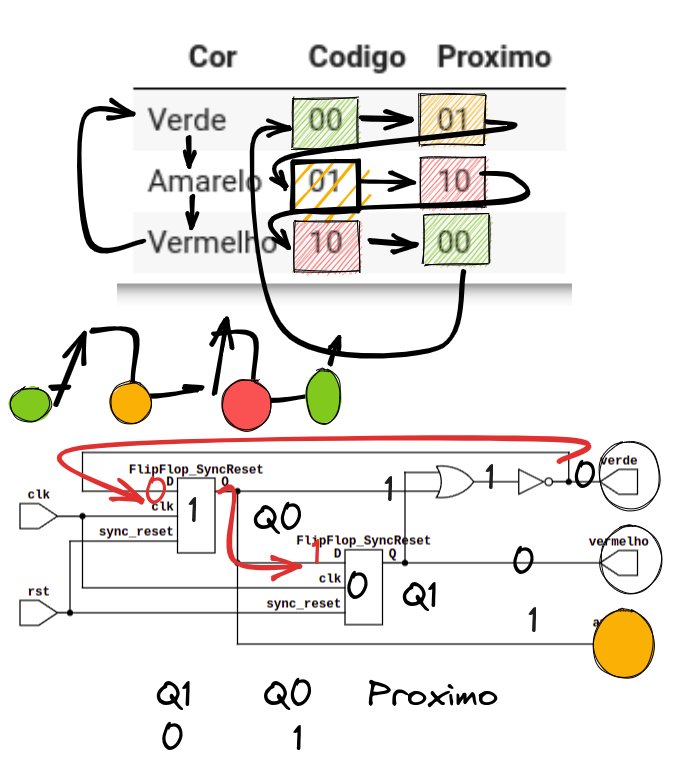 Cor Codigo Proximo
Verde 00 01
Amarelo 01 10
Vermelho 10 00
FlipFlop_SyncReset verde
0 D Q 1 1 0
clk clk 1 Q0
sync_reset FlipFlop_SyncReset vermelho
1 D Q 0
rst clk 0 Q1
sync_reset 1
Q1 Q0 Proximo
0 1